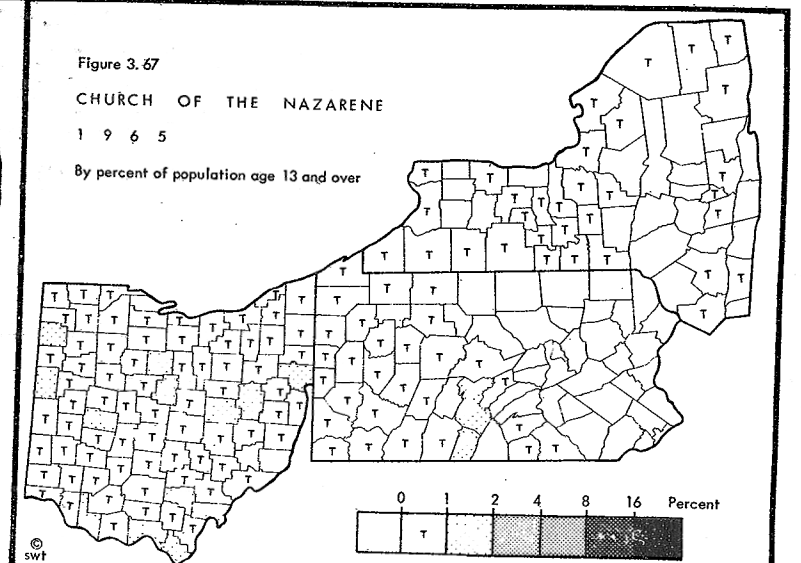 Figure 3.67
CHURCH OF THE NAZARENE
1 9 6 5
By percent of population age 13 and over
0 1 2 4 8 16 Percent
T
© swt